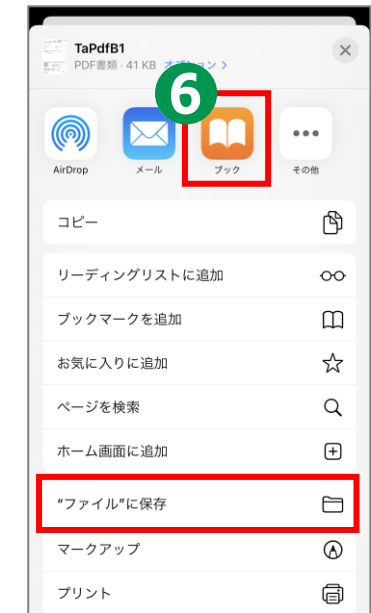 TaPdfB1
PDF書類・41 KB オプション >
6
AirDrop
メール
ブック
その他
コピー
リーディングリストに追加
ブックマークを追加
お気に入りに追加
ページを検索
ホーム画面に追加
“ファイル”に保存
マークアップ
プリント